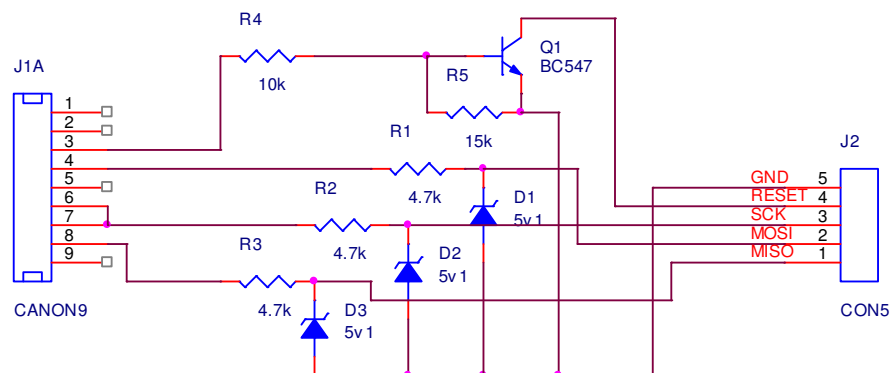 R4
Q1
BC547
J1A
10k
R5
1
2
3
4
5
6
7
8
9
R1
15k
J2
R2
4.7k
D1
5v1
GND 5
RESET 4
SCK 3
MOSI 2
MISO 1
R3
4.7k
D2
5v1
4.7k
D3
5v1
CANON9
CON5